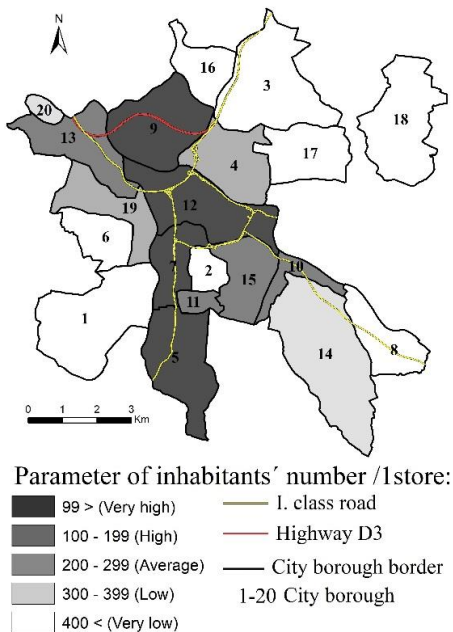 N
16
3
20
9
18
13
17
4
19
12
6
7
2
10
15
11
1
8
14
5
0 1 2 3
Km
Parameter of inhabitants´ number /1store:
99 > (Very high)
I. class road
100 - 199 (High)
Highway D3
200 - 299 (Average)
City borough border
300 - 399 (Low)
1-20 City borough
400 < (Very low)